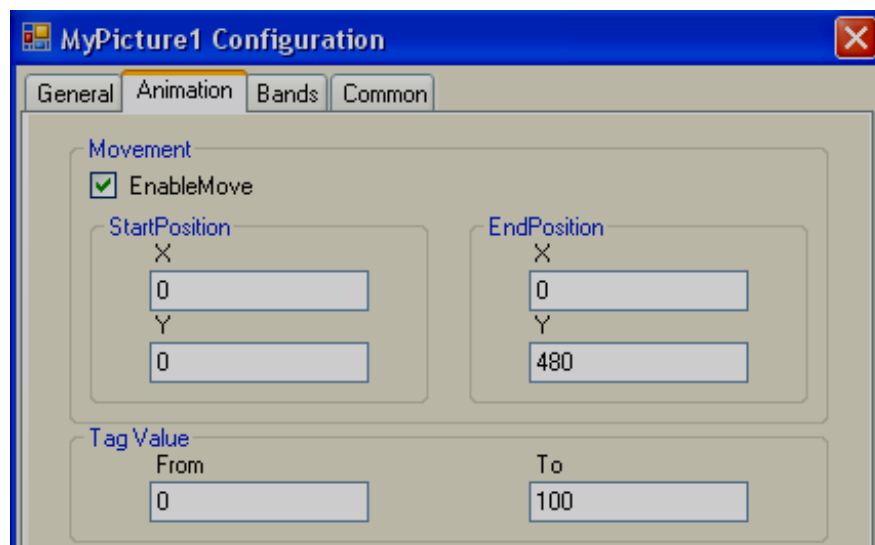 MyPicture1 Configuration
General Animation Bands Common
Movement
EnableMove
StartPosition EndPosition
X X
0 0
Y Y
0 480
Tag Value
From To
0 100